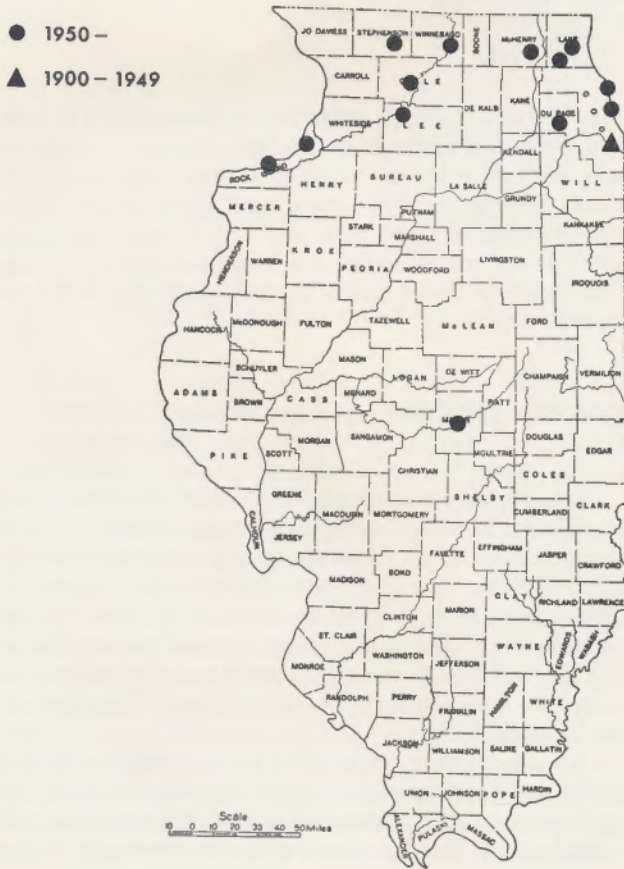 1950 –
1900 – 1949
JO DAVIESS
STEPHENSON
WINNEBAGO
BOONE
McHENRY
LAKE
CARROLL
O G L E
DE KALB
KANE
DU PAGE
WHITESIDE
L E E
KENDALL
W I L L
ROCK ISLAND
HENRY
BUREAU
LA SALLE
GRUNDY
MERCER
PUTNAM
KANKAKEE
STARK
MARSHALL
HENDERSON
WARREN
K N O X
PEORIA
WOODFORD
LIVINGSTON
IROQUOIS
HANCOCK
McDONOUGH
FULTON
TAZEWELL
McLEAN
FORD
SCHUYLER
MASON
LOGAN
DE WITT
CHAMPAIGN
VERMILION
ADAMS
BROWN
CASS
MENARD
PIATT
MORGAN
SANGAMON
MACON
DOUGLAS
EDGAR
PIKE
SCOTT
CHRISTIAN
MOULTRIE
COLES
GREENE
SHELBY
CLARK
CALHOUN
MACOUPIN
MONTGOMERY
CUMBERLAND
JERSEY
FAYETTE
EFFINGHAM
JASPER
CRAWFORD
MADISON
BOND
CLAY
RICHLAND
LAWRENCE
CLINTON
MARION
ST. CLAIR
WAYNE
EDWARDS
WABASH
WASHINGTON
JEFFERSON
MONROE
RANDOLPH
PERRY
HAMILTON
WHITE
FRANKLIN
JACKSON
WILLIAMSON
SALINE
GALLATIN
UNION
JOHNSON
POPE
HARDIN
Scale
10 0 10 20 30 40 50 Miles
ALEXANDER
PULASKI
MASSAC